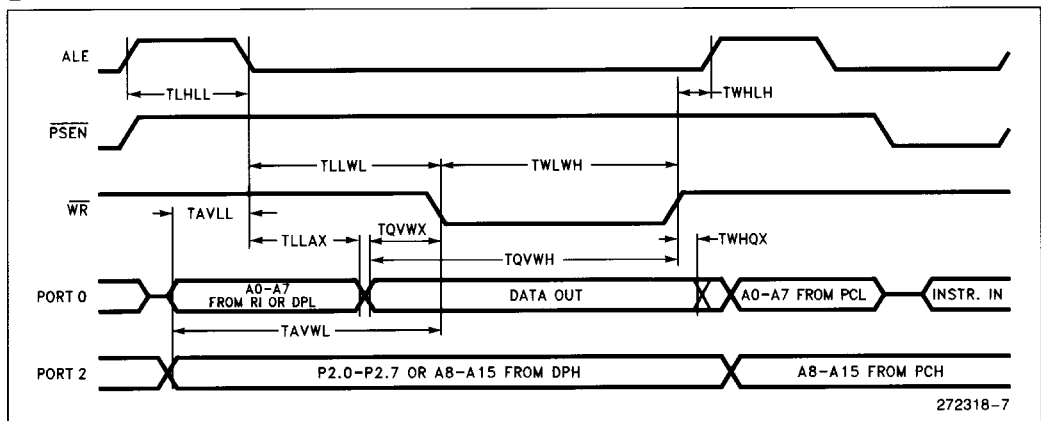 ALE
TLHLL
TWHLH
PSEN
TLLWL
TWLWH
WR
TAVLL
TLLAX
TQVWX
TWHQX
TQVWH
PORT 0
A0-A7
FROM RI OR DPL
DATA OUT
A0-A7 FROM PCL
INSTR. IN
TAVWL
PORT 2
P2.0-P2.7 OR A8-A15 FROM DPH
A8-A15 FROM PCH
272318-7